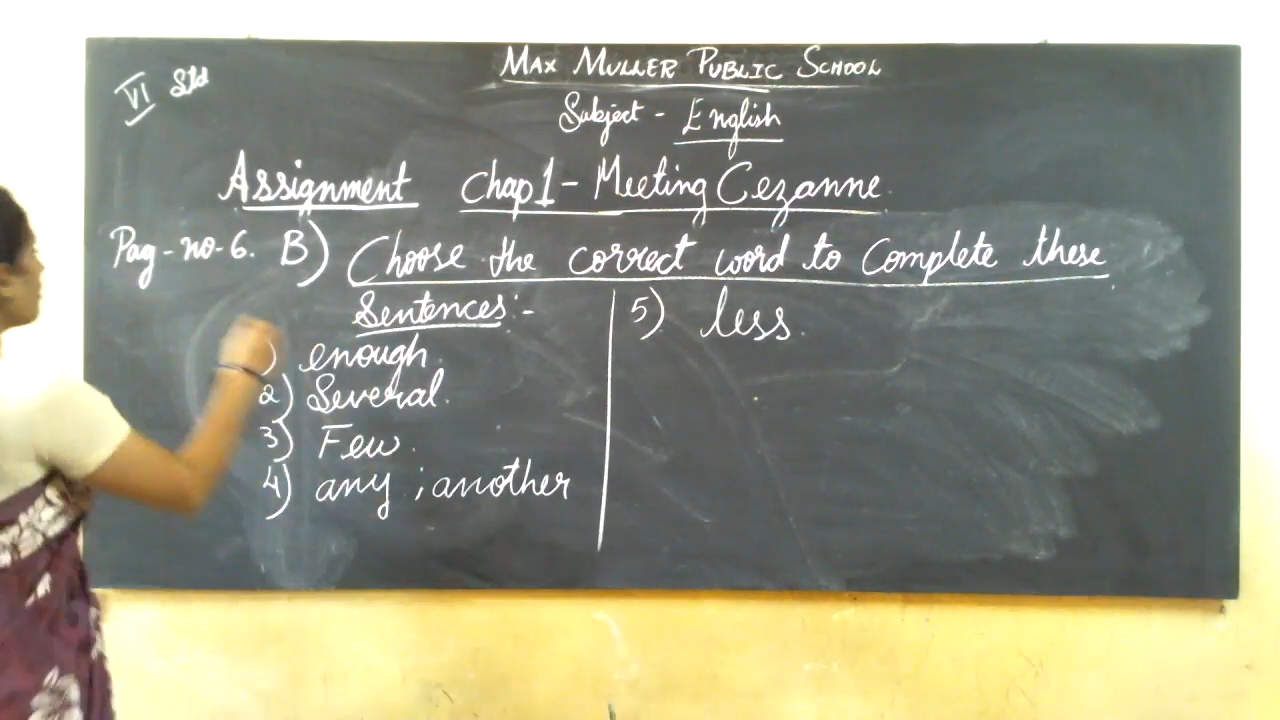 VI Std
MAX MULLER PUBLIC SCHOOL
Subject - English
Assignment Chap1 - Meeting Cezanne.
Pag-no-6. B) Choose the correct word to complete these
Sentences:-
) enough.
2) Several.
3) Few.
4) any ; another
5) less.